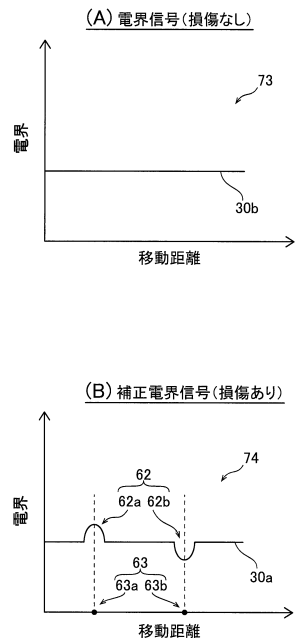 (A) 電界信号(損傷なし)
73
電界
30b
移動距離
(B) 補正電界信号(損傷あり)
74
62
62a 62b
電界
63
63a 63b
30a
移動距離